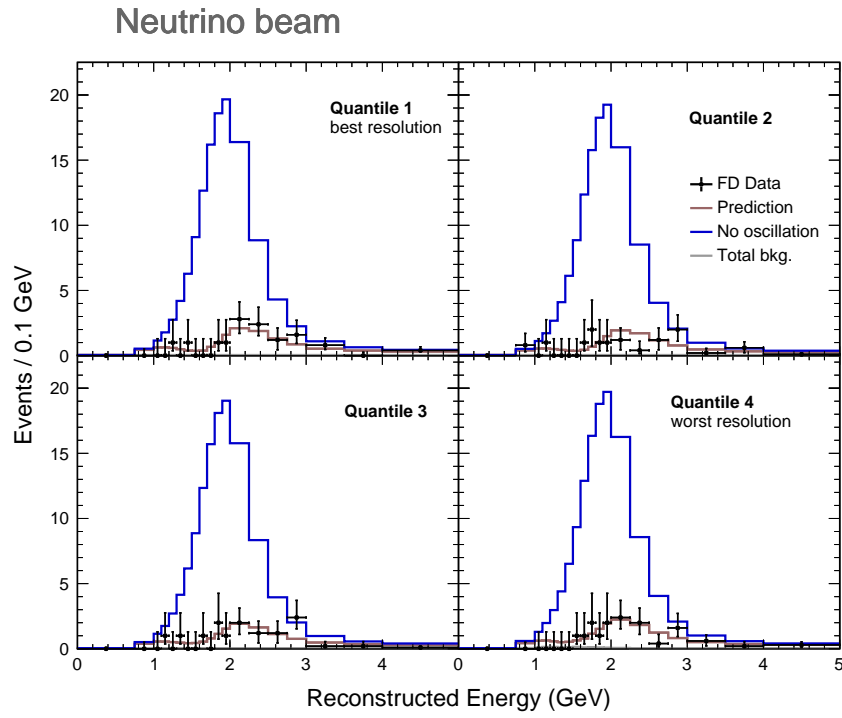 Neutrino beam
Events / 0.1 GeV
20
15
10
5
0
Quantile 1
best resolution
Quantile 2
FD Data
Prediction
No oscillation
Total bkg.
20
15
10
5
0
Quantile 3
Quantile 4
worst resolution
0 1 2 3 4 0 1 2 3 4 5
Reconstructed Energy (GeV)